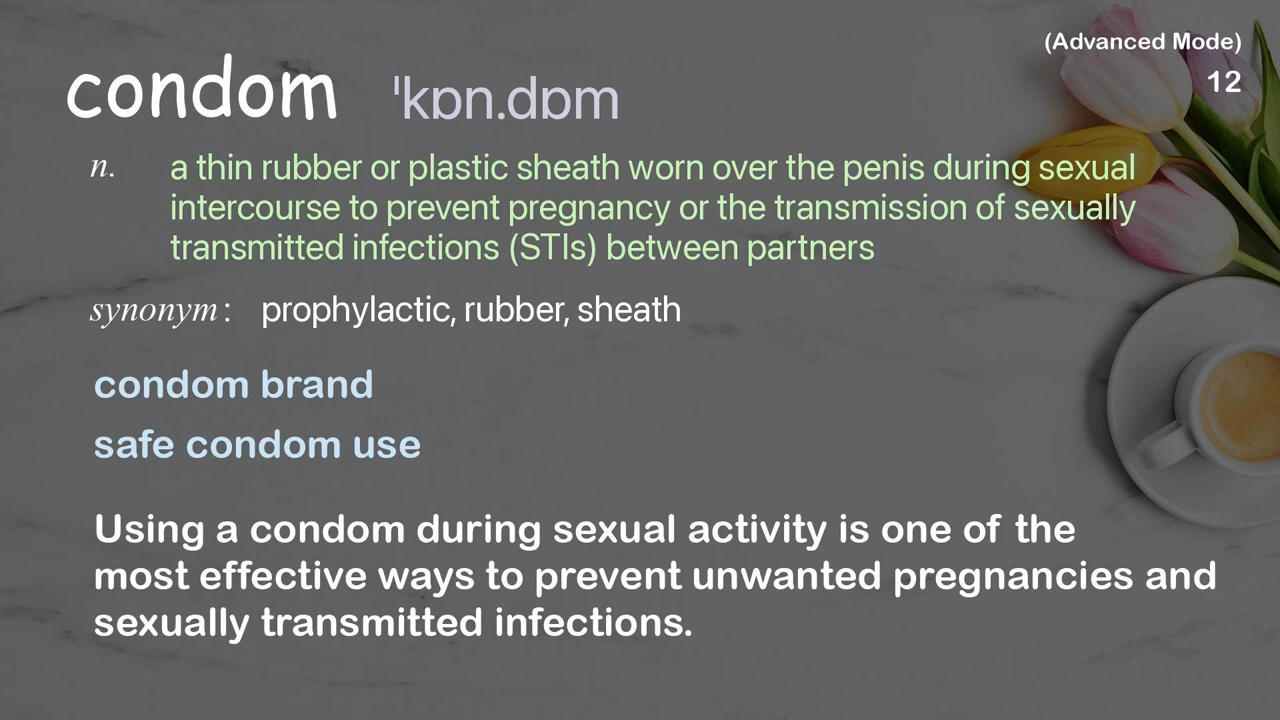 (Advanced Mode)
12
condom ˈkɒn.dɒm
n. a thin rubber or plastic sheath worn over the penis during sexual
intercourse to prevent pregnancy or the transmission of sexually
transmitted infections (STIs) between partners
synonym: prophylactic, rubber, sheath
condom brand
safe condom use
Using a condom during sexual activity is one of the
most effective ways to prevent unwanted pregnancies and
sexually transmitted infections.